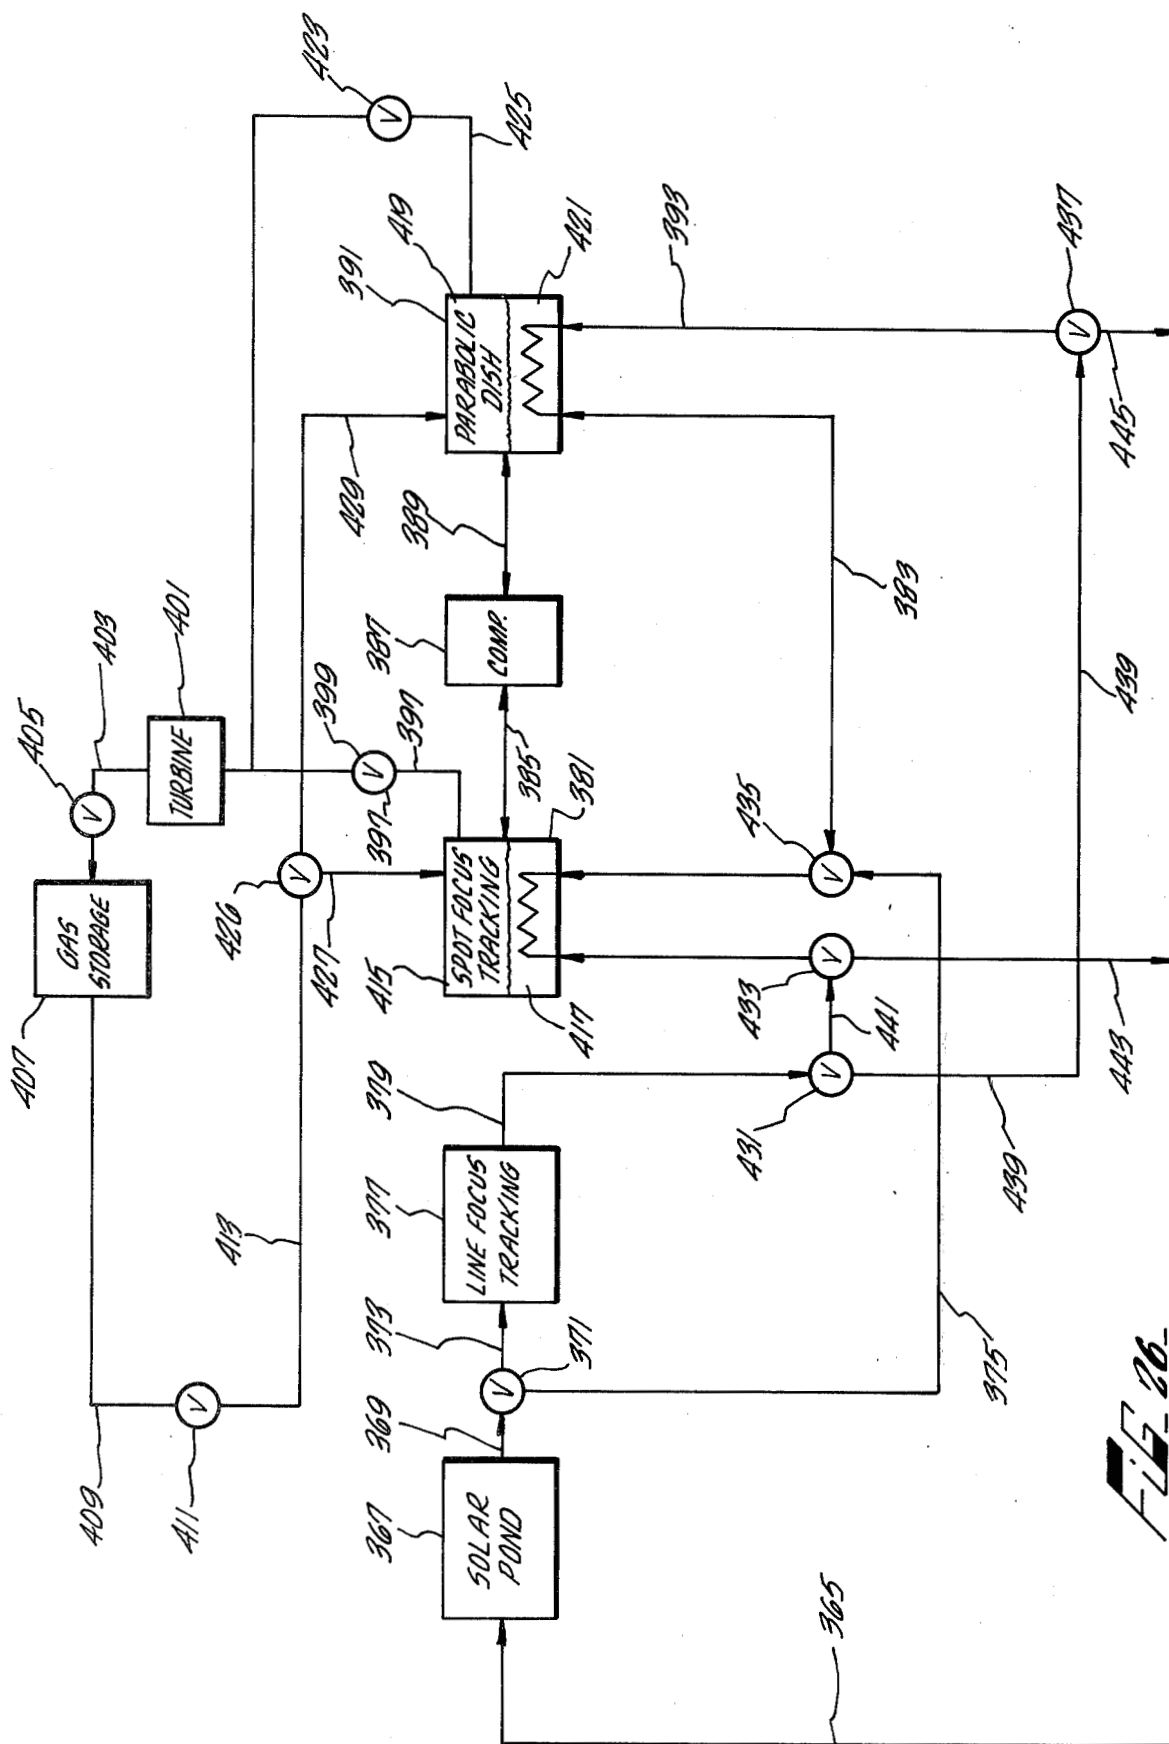 423
425
405
403
401
TURBINE
GAS
STORAGE
407
409
411
413
426
427
399
397
397
429
391
419
PARABOLIC
DISH
421
393
389
387
COMP.
385
381
415
SPOT FOCUS
TRACKING
417
383
435
433
441
431
439
439
443
445
437
379
377
LINE FOCUS
TRACKING
373
371
369
367
SOLAR
POND
375
365
V
V
V
V
V
V
V
V
V
V
FIG. 26.